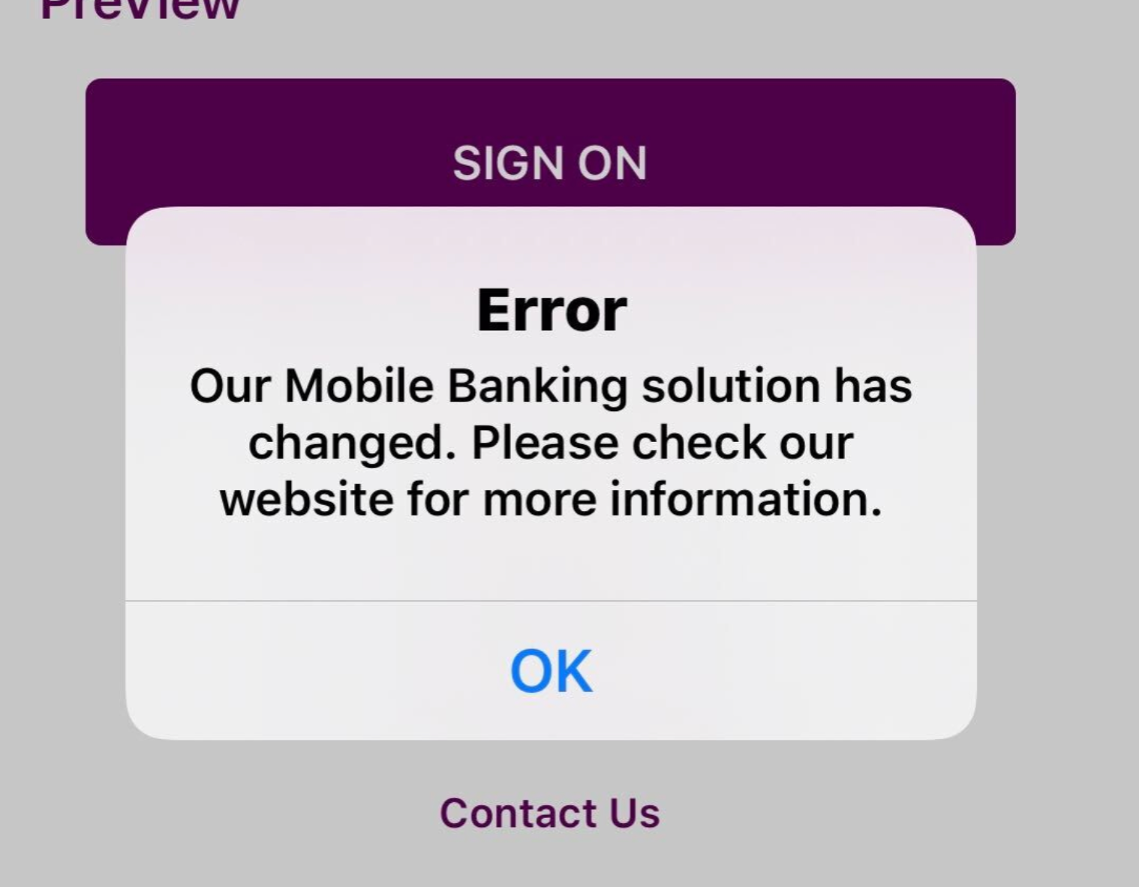 Preview
SIGN ON
Error
Our Mobile Banking solution has
changed. Please check our
website for more information.
OK
Contact Us